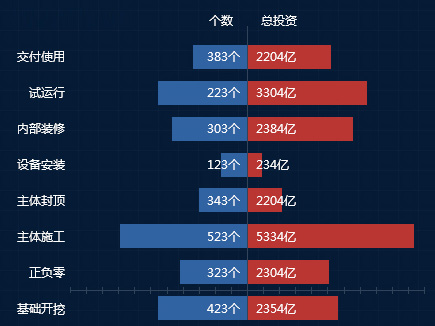 个数 总投资
交付使用 383个 2204亿
试运行 223个 3304亿
内部装修 303个 2384亿
设备安装 123个 234亿
主体封顶 343个 2204亿
主体施工 523个 5334亿
正负零 323个 2304亿
基础开挖 423个 2354亿